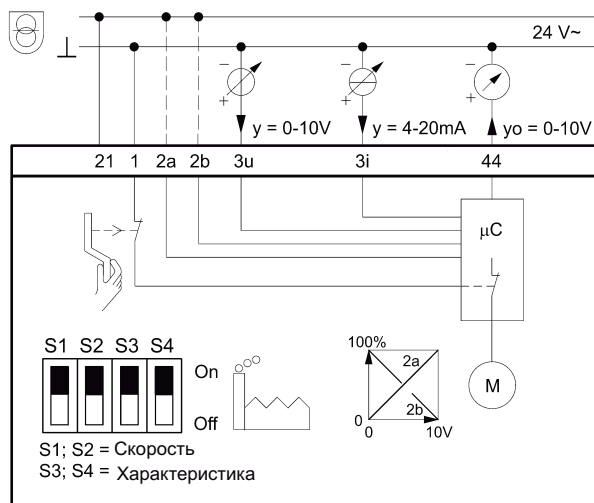 24 V~
y = 0-10V
y = 4-20mA
yo = 0-10V
21 1 2a 2b 3u 3i 44
µC
S1 S2 S3 S4
On
Off
100%
2a
2b
0
0 10V
M
S1; S2 = Скорость
S3; S4 = Характеристика